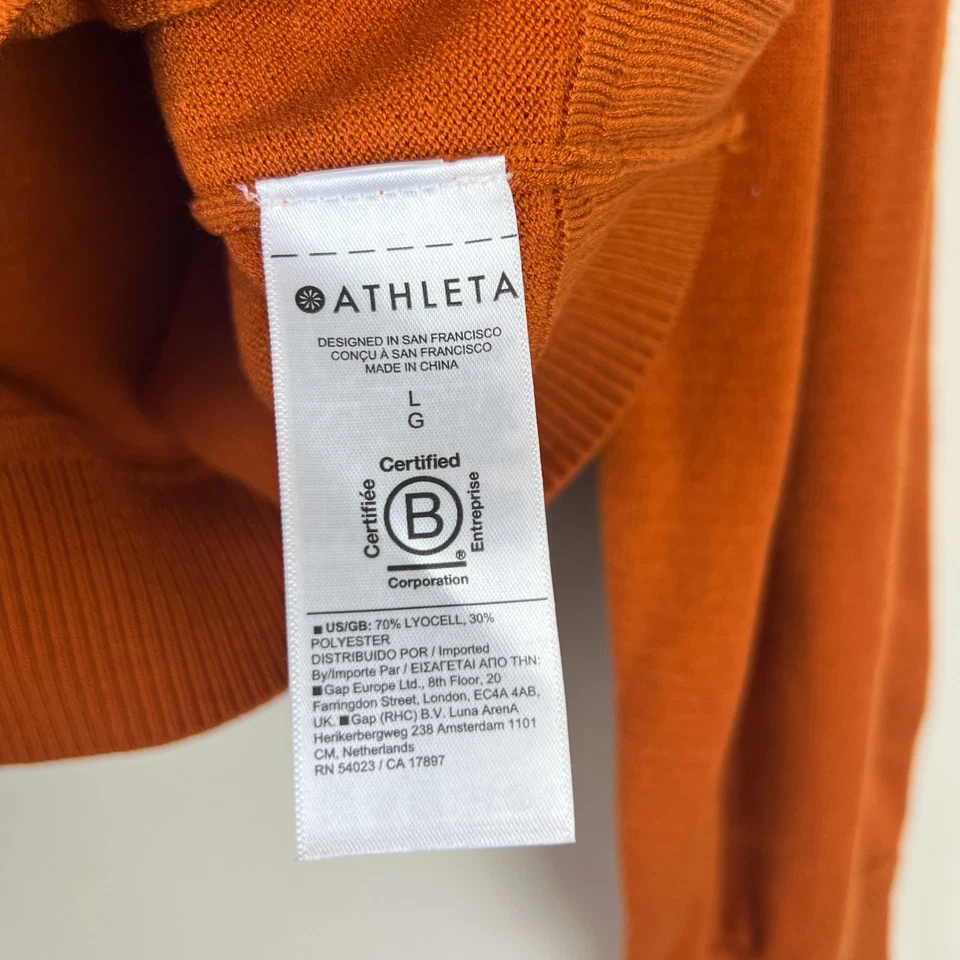 ATHLETA
DESIGNED IN SAN FRANCISCO
CONÇU À SAN FRANCISCO
MADE IN CHINA
L
G
Certified
Certifiée
B
Entreprise
®
Corporation
US/GB: 70% LYOCELL, 30%
POLYESTER
DISTRIBUIDO POR / Imported
By/Importe Par / ΕΙΣΑΓΕΤΑΙ ΑΠΟ ΤΗΝ:
Gap Europe Ltd., 8th Floor, 20
Farringdon Street, London, EC4A 4AB,
UK. Gap (RHC) B.V. Luna ArenA
Herikerbergweg 238 Amsterdam 1101
CM, Netherlands
RN 54023 / CA 17897